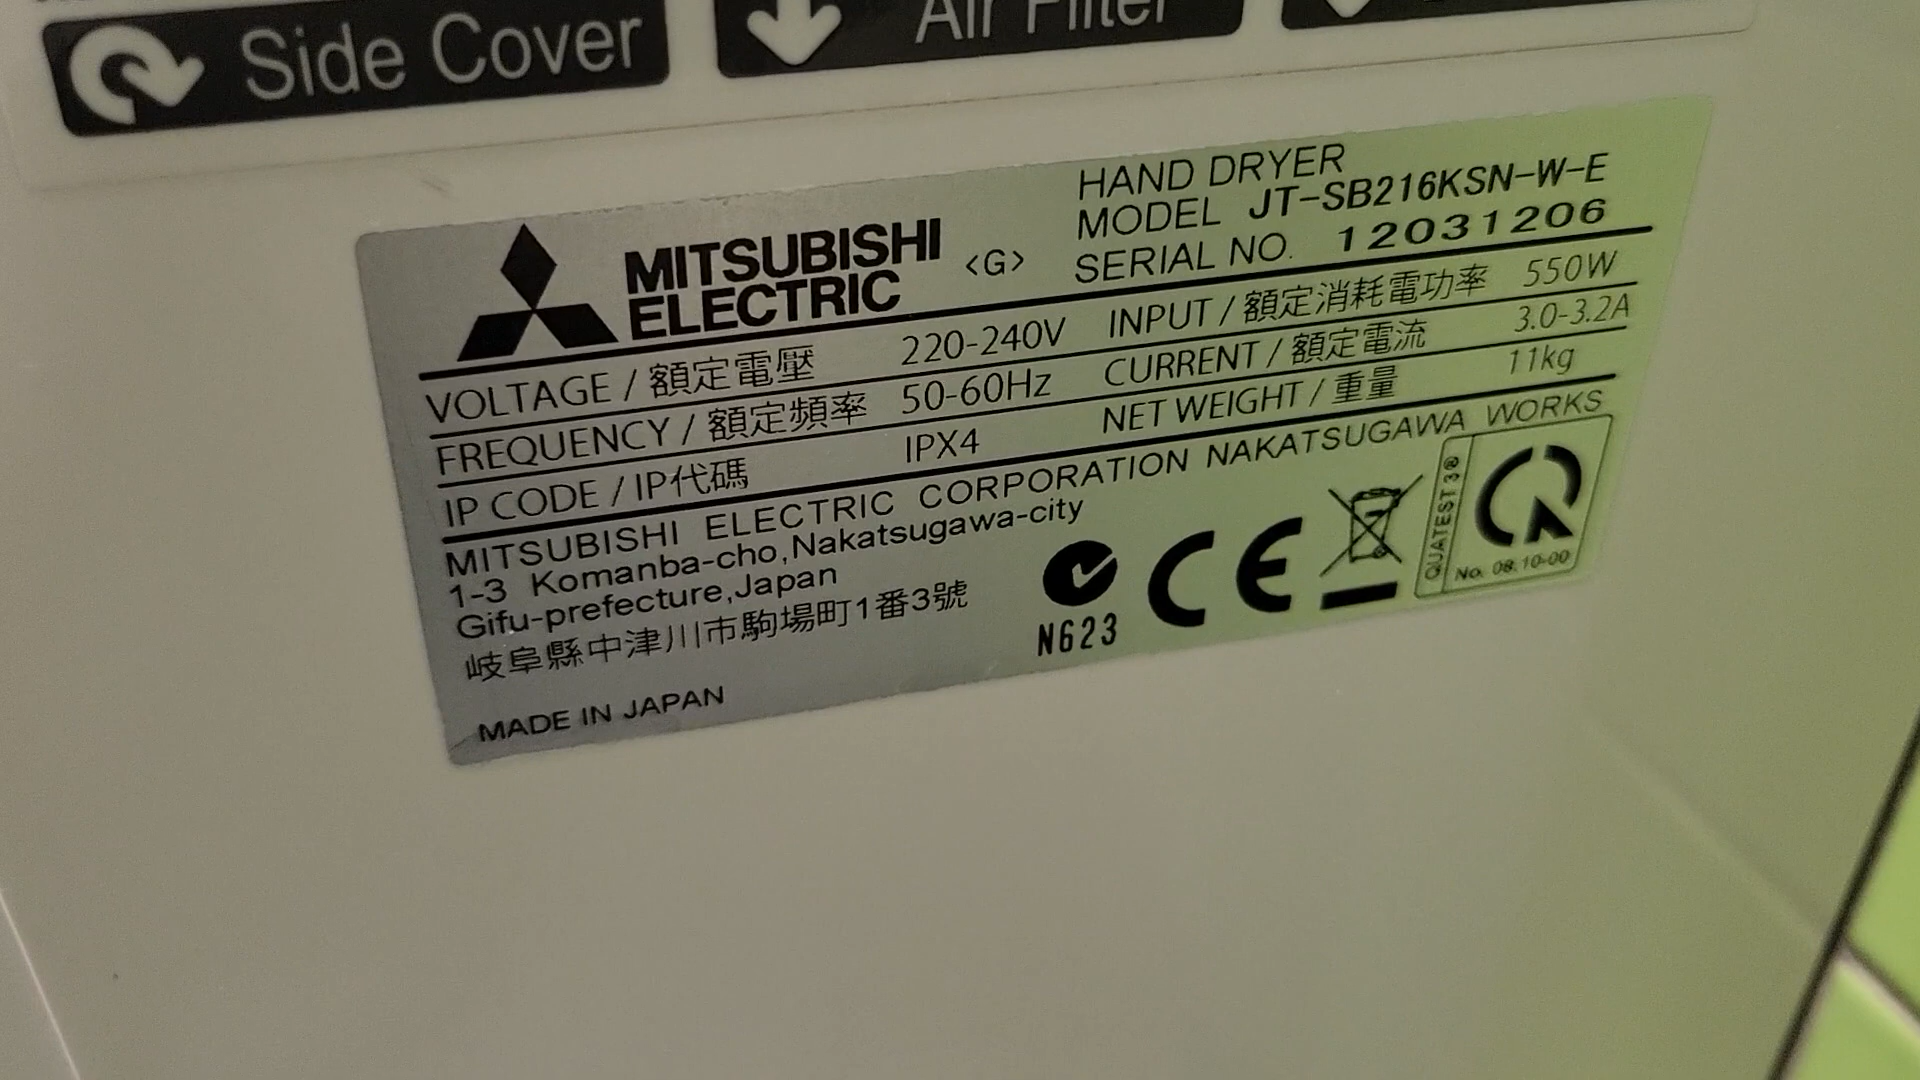 Side Cover
Air Filter
HAND DRYER
MODEL JT-SB216KSN-W-E
MITSUBISHI
ELECTRIC
<G>
SERIAL NO. 12031206
VOLTAGE / 額定電壓 220-240V INPUT / 額定消耗電功率 550W
FREQUENCY / 額定頻率 50-60Hz CURRENT / 額定電流 3.0-3.2A
IP CODE / IP代碼 IPX4 NET WEIGHT / 重量 11kg
MITSUBISHI ELECTRIC CORPORATION NAKATSUGAWA WORKS
1-3 Komanba-cho,Nakatsugawa-city
Gifu-prefecture,Japan
岐阜縣中津川市駒場町1番3號
N623
CE
QUATEST 3®
No. 08.10-00
MADE IN JAPAN